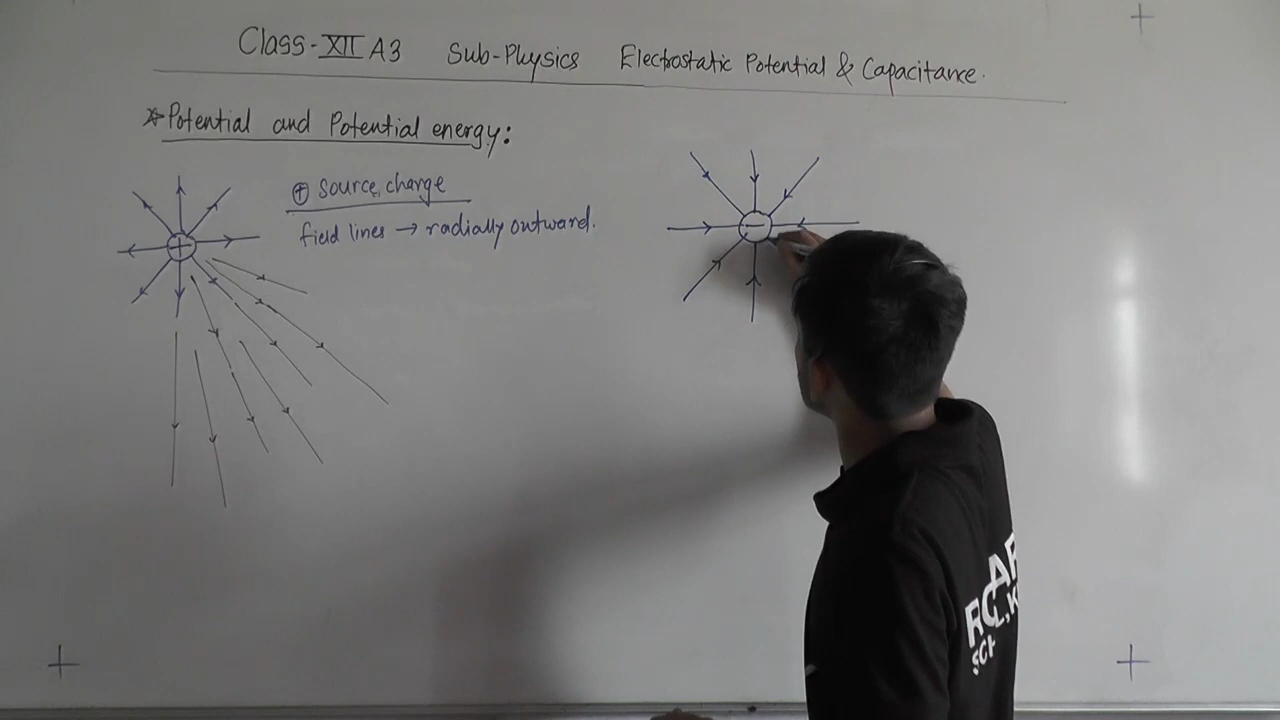 Class-XII A3 Sub-Physics Electrostatic Potential & Capacitance.
*Potential and Potential energy:
+ source charge
field lines → radially outward.
+
−